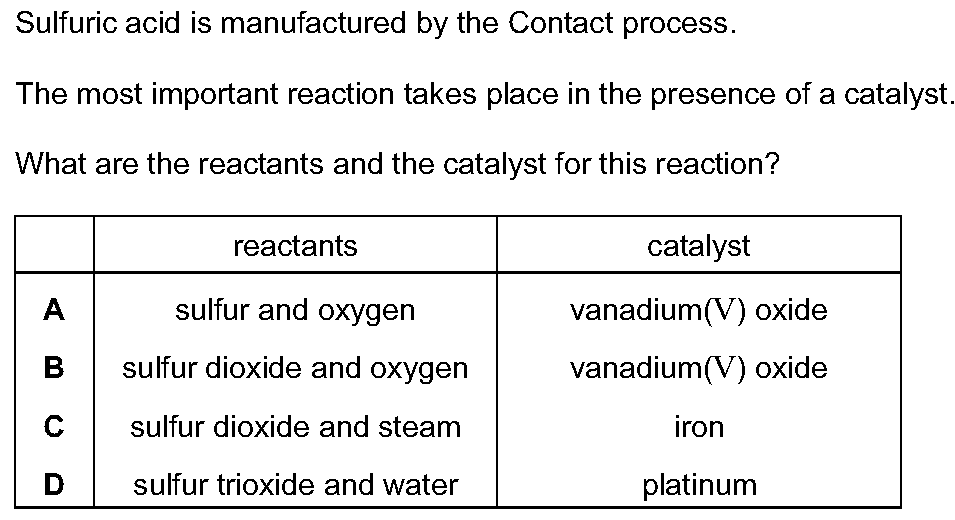 Sulfuric acid is manufactured by the Contact process.
The most important reaction takes place in the presence of a catalyst.
What are the reactants and the catalyst for this reaction?
reactants catalyst
A sulfur and oxygen vanadium(V) oxide
B sulfur dioxide and oxygen vanadium(V) oxide
C sulfur dioxide and steam iron
D sulfur trioxide and water platinum